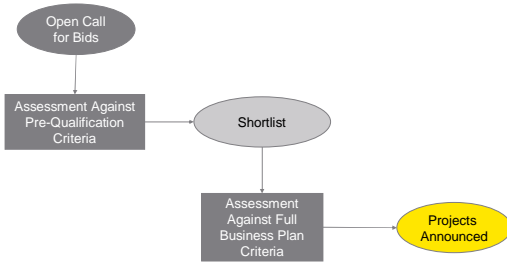 Open Call
for Bids
Assessment Against
Pre-Qualification
Criteria
Shortlist
Assessment
Against Full
Business Plan
Criteria
Projects
Announced